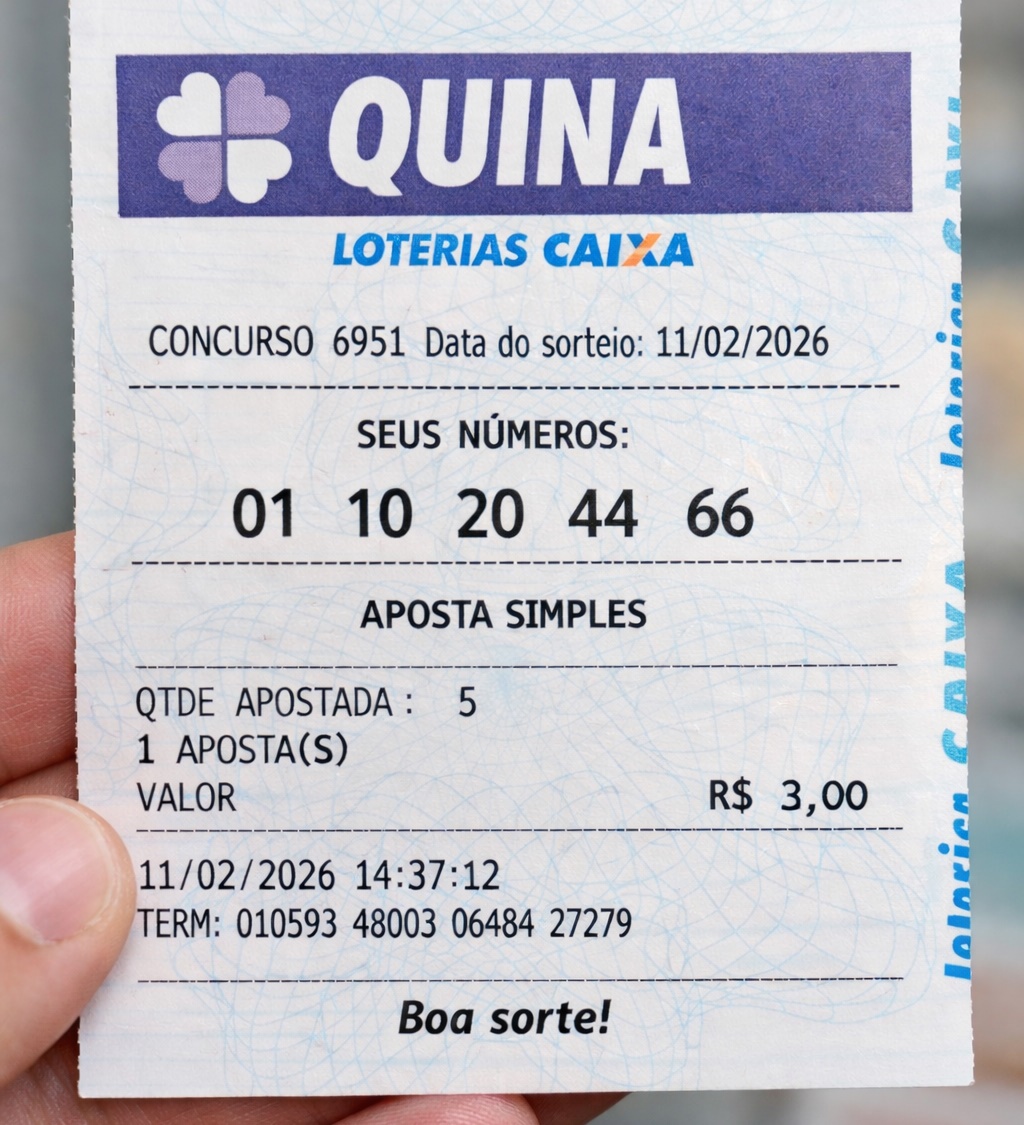 QUINA
LOTERIAS CAIXA
CONCURSO 6951 Data do sorteio: 11/02/2026
SEUS NÚMEROS:
01 10 20 44 66
APOSTA SIMPLES
QTDE APOSTADA : 5
1 APOSTA(S)
VALOR R$ 3,00
11/02/2026 14:37:12
TERM: 010593 48003 06484 27279
Boa sorte!